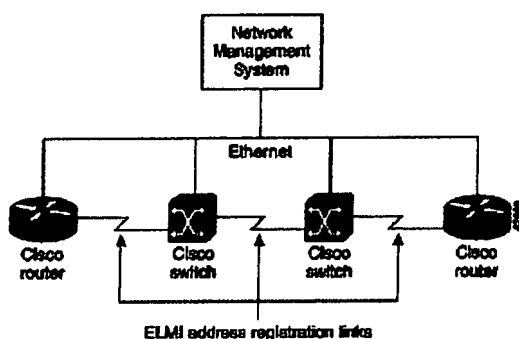 Network
Management
System
Ethernet
Cisco
router
Cisco
switch
Cisco
switch
Cisco
router
ELMI address registration links